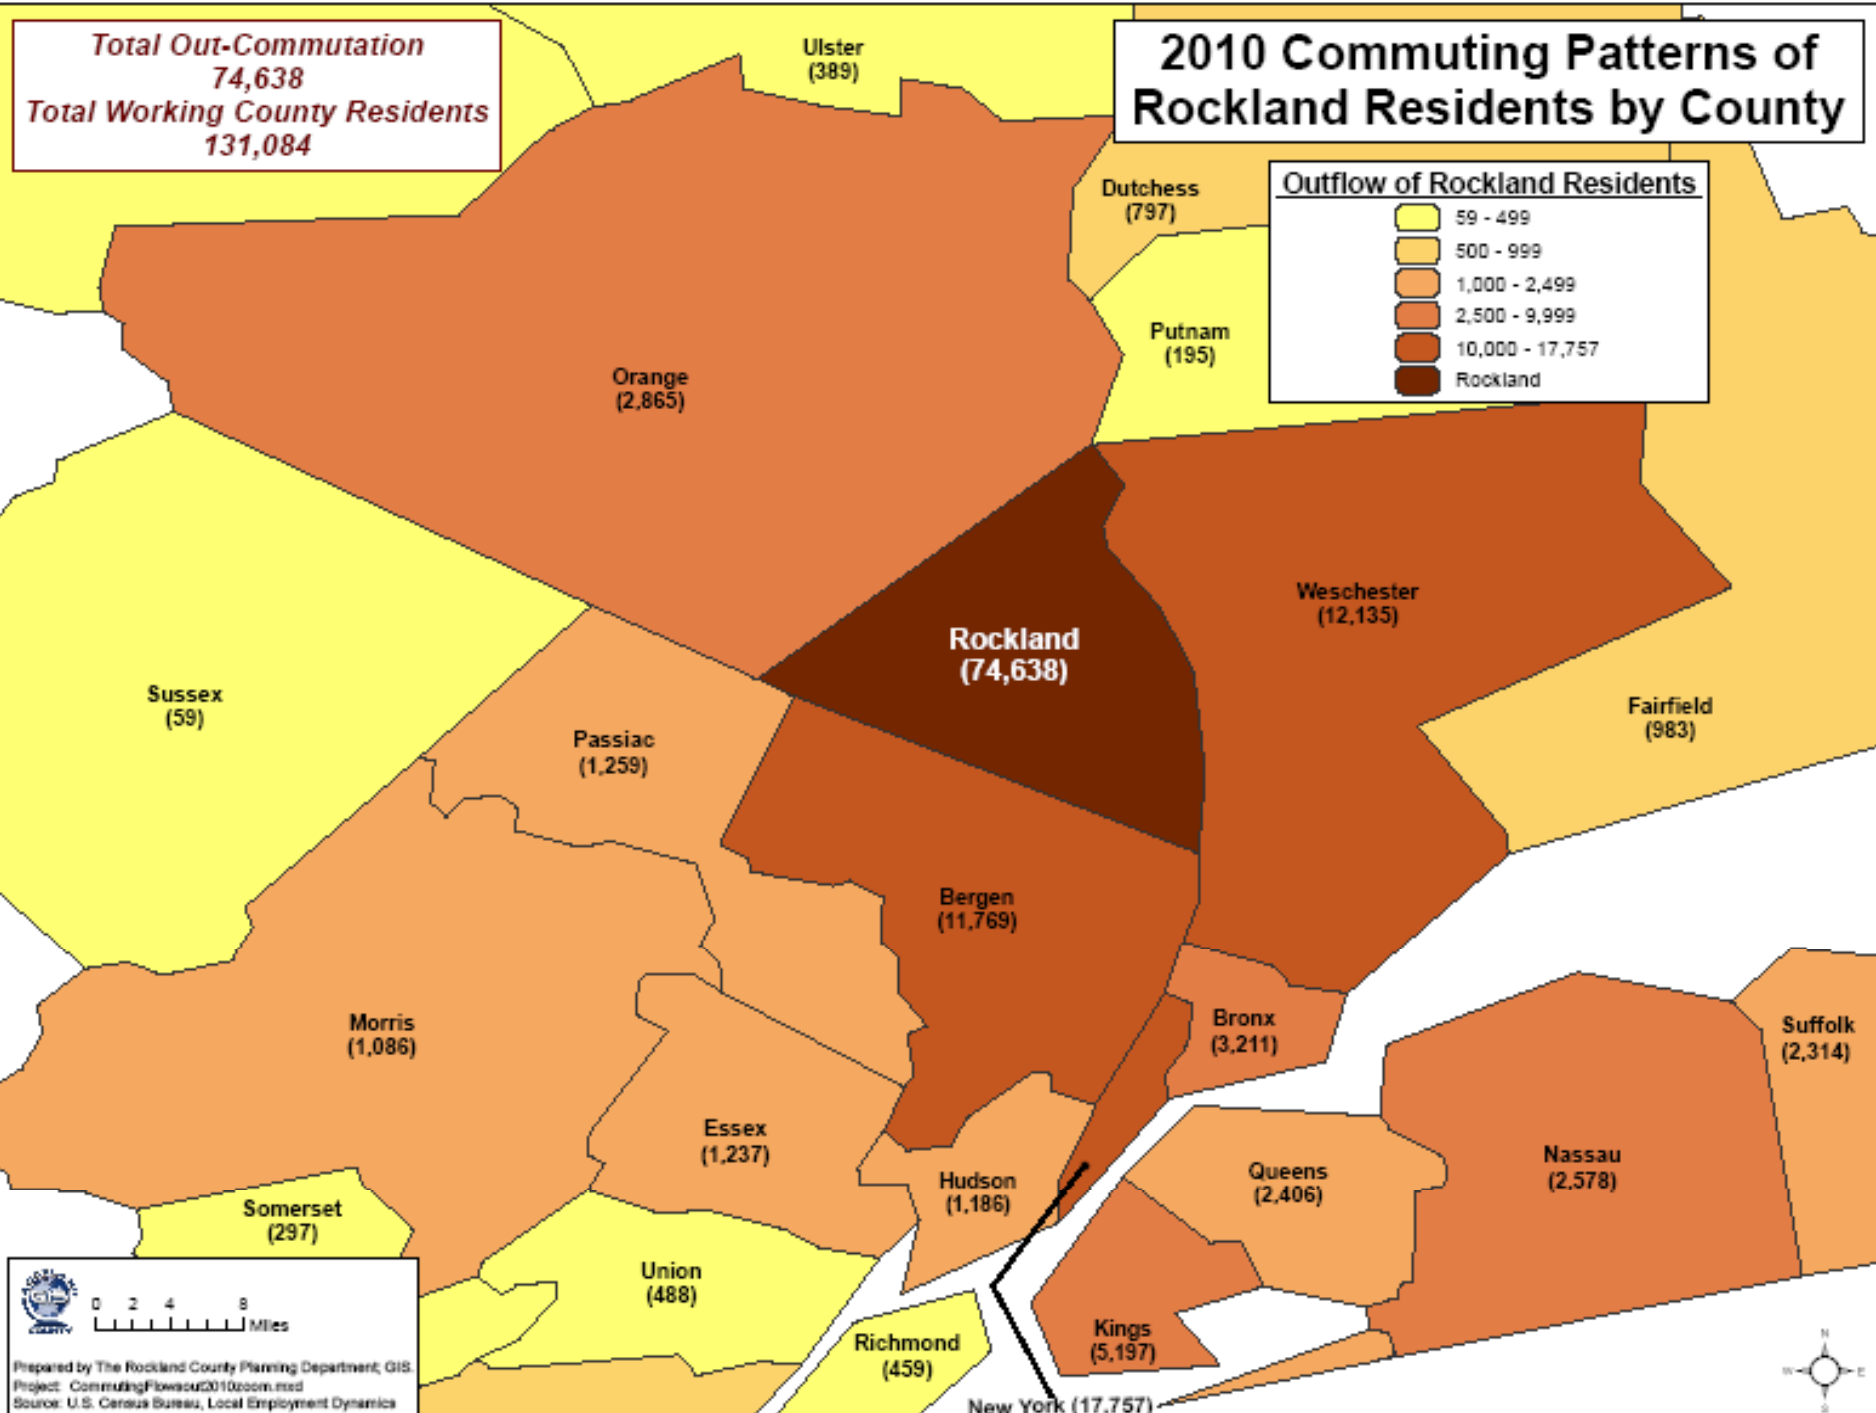 Total Out-Commutation
74,638
Total Working County Residents
131,084
2010 Commuting Patterns of
Rockland Residents by County
Outflow of Rockland Residents
59 - 499
500 - 999
1,000 - 2,499
2,500 - 9,999
10,000 - 17,757
Rockland
Ulster
(389)
Dutchess
(797)
Putnam
(195)
Orange
(2,865)
Weschester
(12,135)
Rockland
(74,638)
Sussex
(59)
Fairfield
(983)
Passiac
(1,259)
Bergen
(11,769)
Morris
(1,086)
Bronx
(3,211)
Suffolk
(2,314)
Essex
(1,237)
Hudson
(1,186)
Queens
(2,406)
Nassau
(2,578)
Somerset
(297)
Union
(488)
Richmond
(459)
Kings
(5,197)
New York (17,757)
GIS
COUNTY
0 2 4 8
Miles
Prepared by The Rockland County Planning Department; GIS.
Project: CommutingFlowsout2010zoom.mxd
Source: U.S. Census Bureau, Local Employment Dynamics
N
W E
S